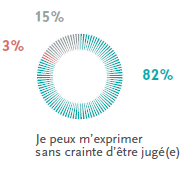 15%
3%
82%
Je peux m'exprimer
sans crainte d'être jugé(e)